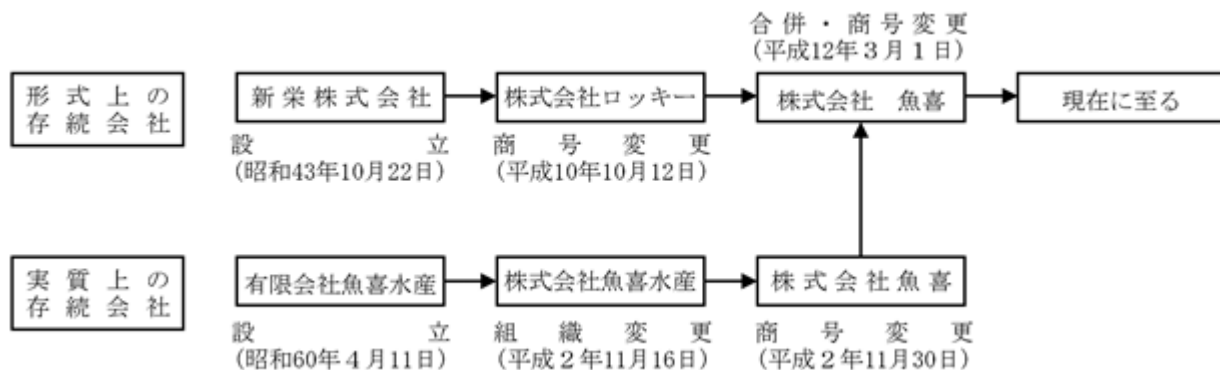 合併・商号変更
(平成12年3月1日)
形式上の
存続会社
新栄株式会社
株式会社ロッキー
株式会社 魚喜
現在に至る
設立
(昭和43年10月22日)
商号変更
(平成10年10月12日)
実質上の
存続会社
有限会社魚喜水産
株式会社魚喜水産
株式会社魚喜
設立
(昭和60年4月11日)
組織変更
(平成2年11月16日)
商号変更
(平成2年11月30日)